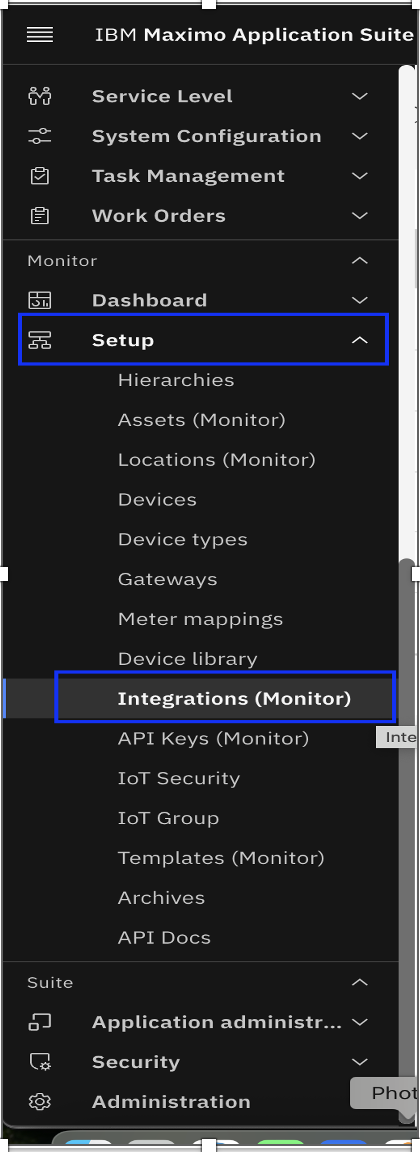 IBM Maximo Application Suite
Service Level
System Configuration
Task Management
Work Orders
Monitor
Dashboard
Setup
Hierarchies
Assets (Monitor)
Locations (Monitor)
Devices
Device types
Gateways
Meter mappings
Device library
Integrations (Monitor)
API Keys (Monitor)
Inte
IoT Security
IoT Group
Templates (Monitor)
Archives
API Docs
Suite
Application administr...
Security
Administration
Phot